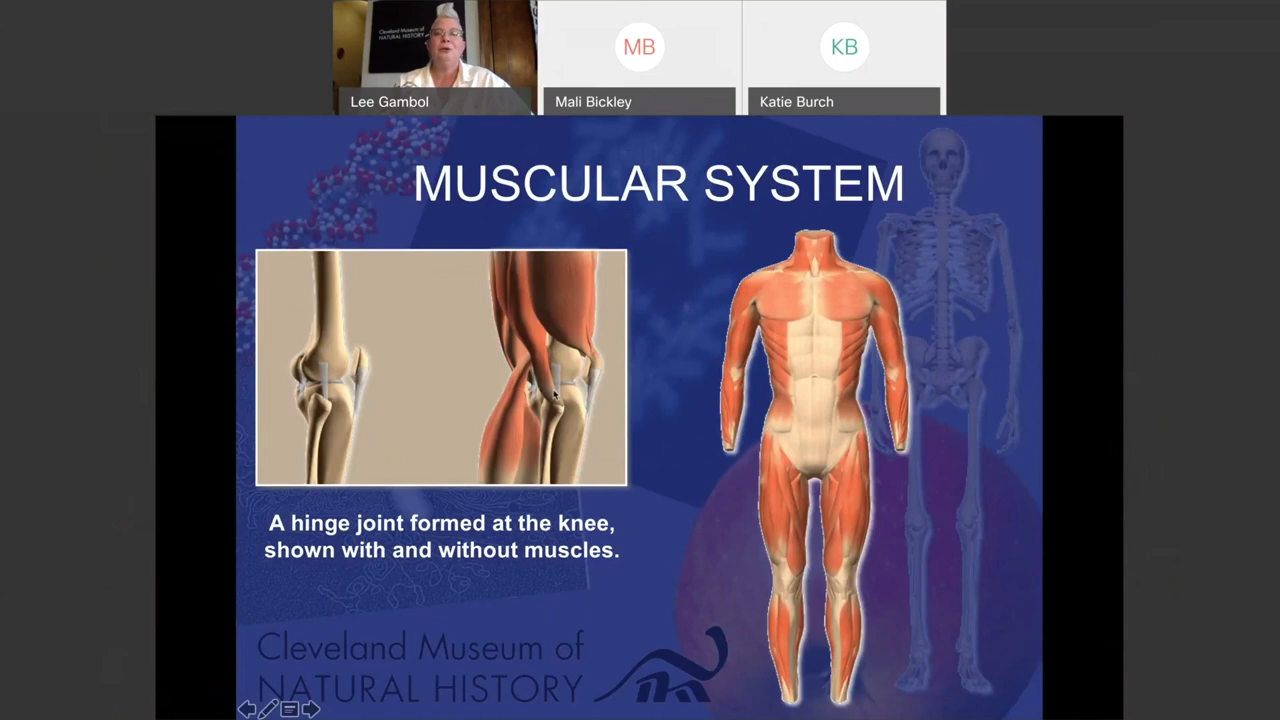 Cleveland Museum of
NATURAL HISTORY
MB
KB
Lee Gambol
Mali Bickley
Katie Burch
MUSCULAR SYSTEM
A hinge joint formed at the knee,
shown with and without muscles.
Cleveland Museum of
NATURAL HISTORY